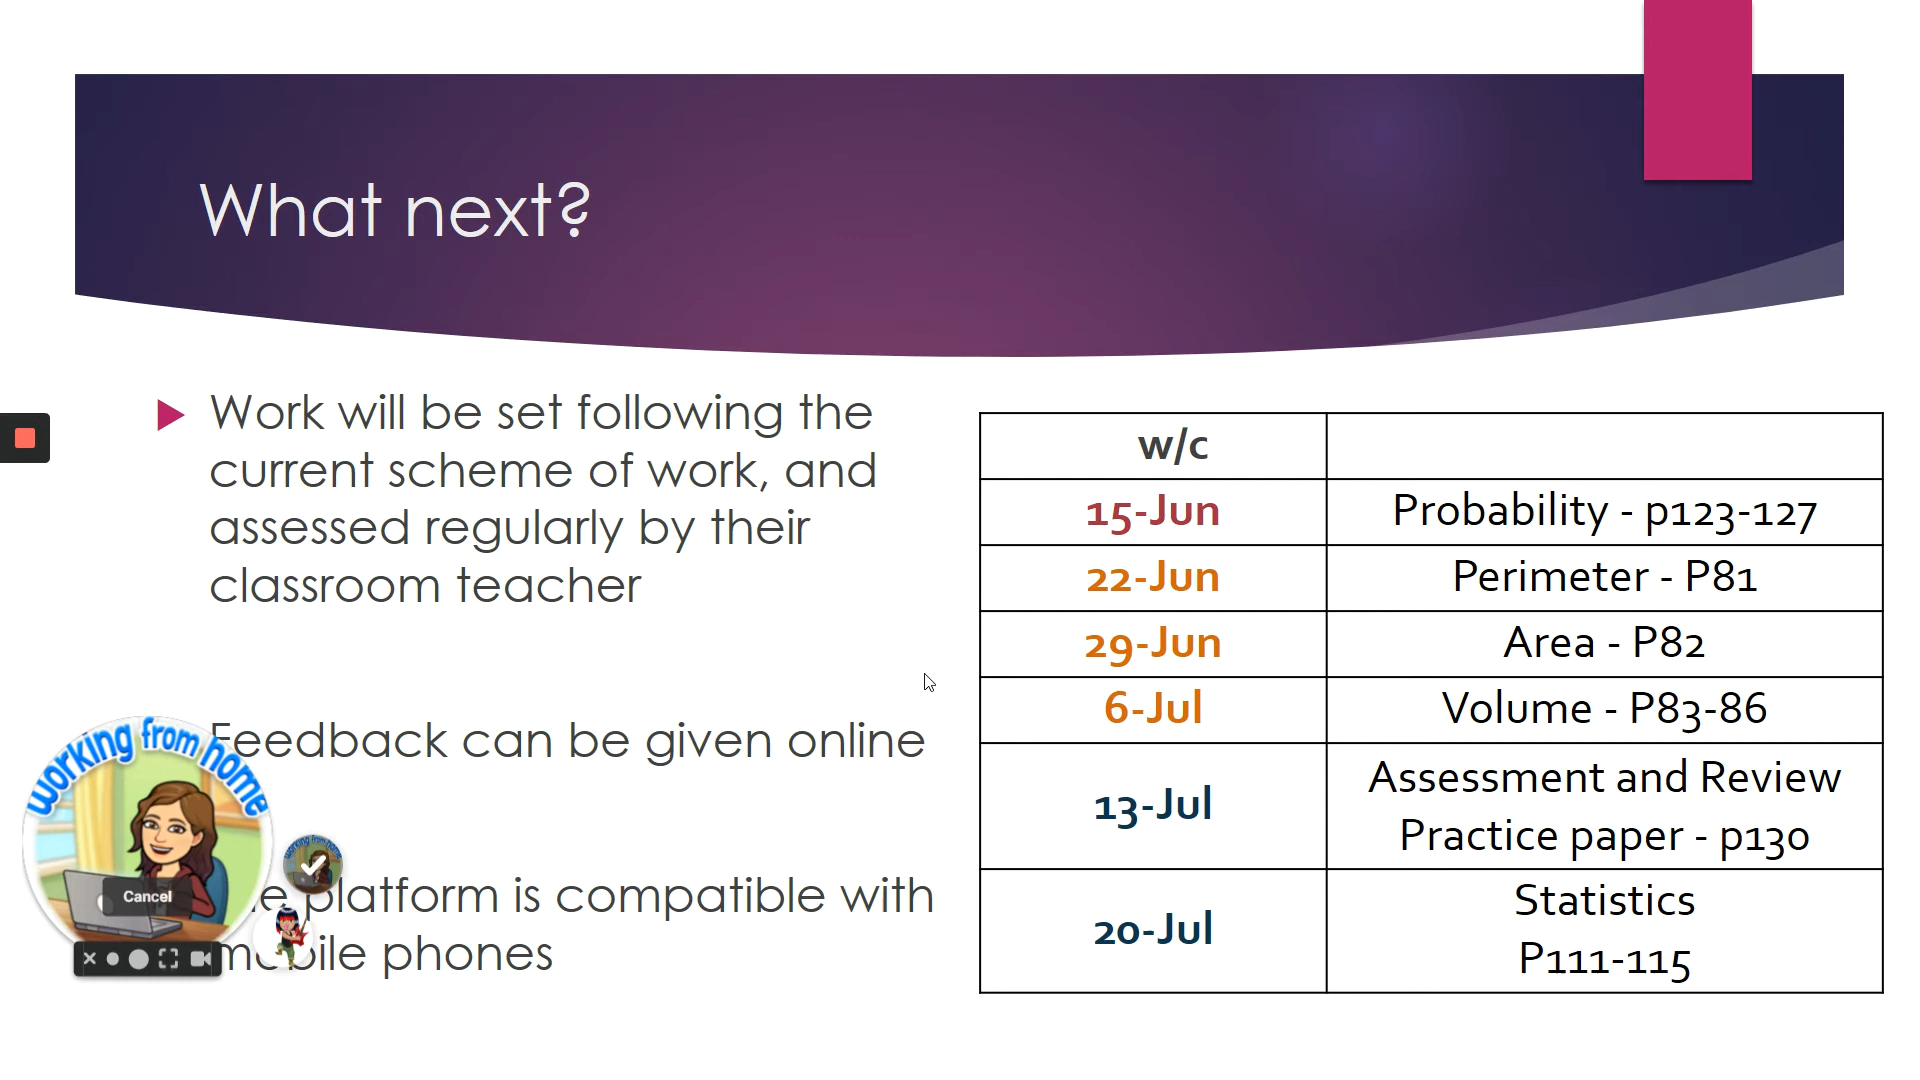 What next?
Work will be set following the
current scheme of work, and
assessed regularly by their
classroom teacher
Feedback can be given online
platform is compatible with
mobile phones
working from home
Cancel
w/c
15-Jun Probability - p123-127
22-Jun Perimeter - P81
29-Jun Area - P82
6-Jul Volume - P83-86
13-Jul Assessment and Review
Practice paper - p130
20-Jul Statistics
P111-115